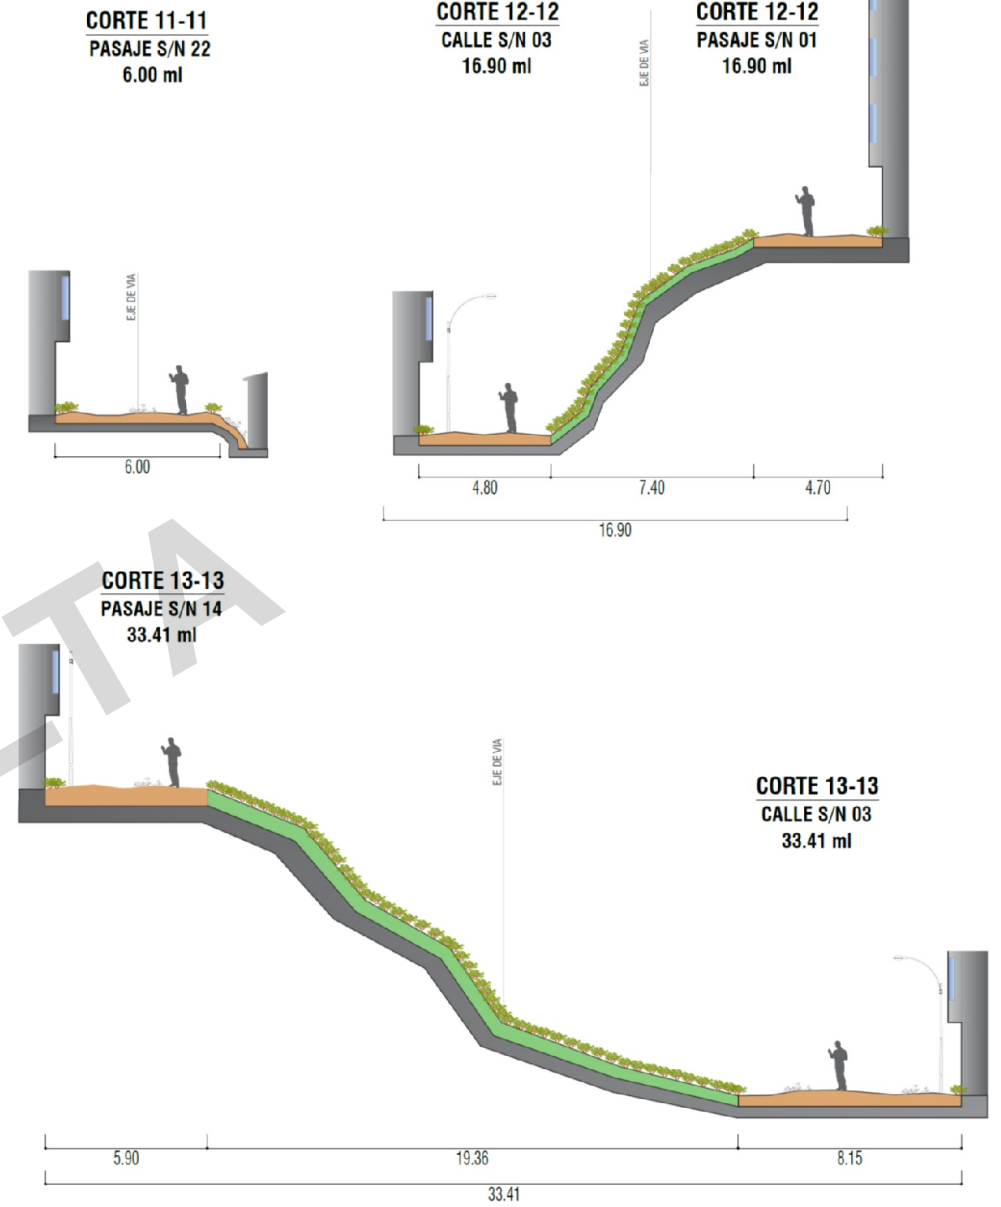 CORTE 11-11
PASAJE S/N 22
6.00 ml
CORTE 12-12
CALLE S/N 03
16.90 ml
CORTE 12-12
PASAJE S/N 01
16.90 ml
EJE DE VIA
EJE DE VIA
6.00
4.80
7.40
4.70
16.90
CORTE 13-13
PASAJE S/N 14
33.41 ml
EJE DE VIA
CORTE 13-13
CALLE S/N 03
33.41 ml
5.90
19.36
8.15
33.41
LTA